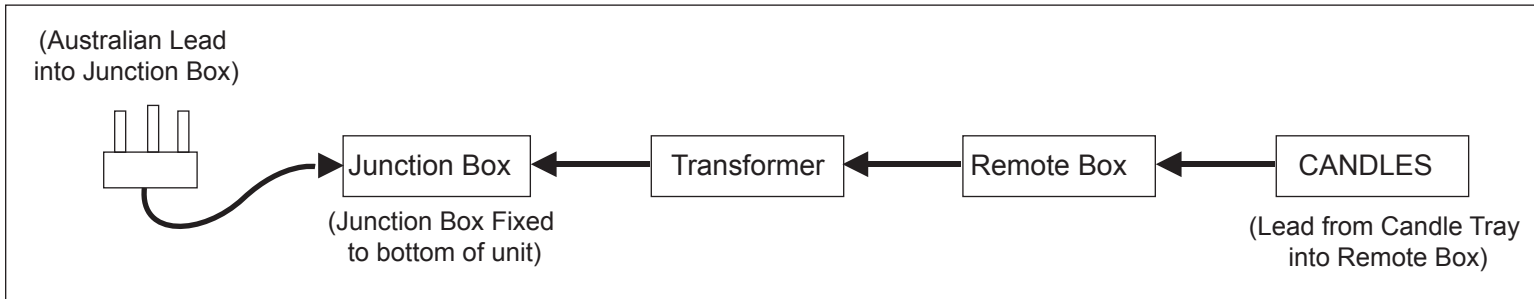 (Australian Lead
into Junction Box)
Junction Box
Transformer
Remote Box
CANDLES
(Junction Box Fixed
to bottom of unit)
(Lead from Candle Tray
into Remote Box)